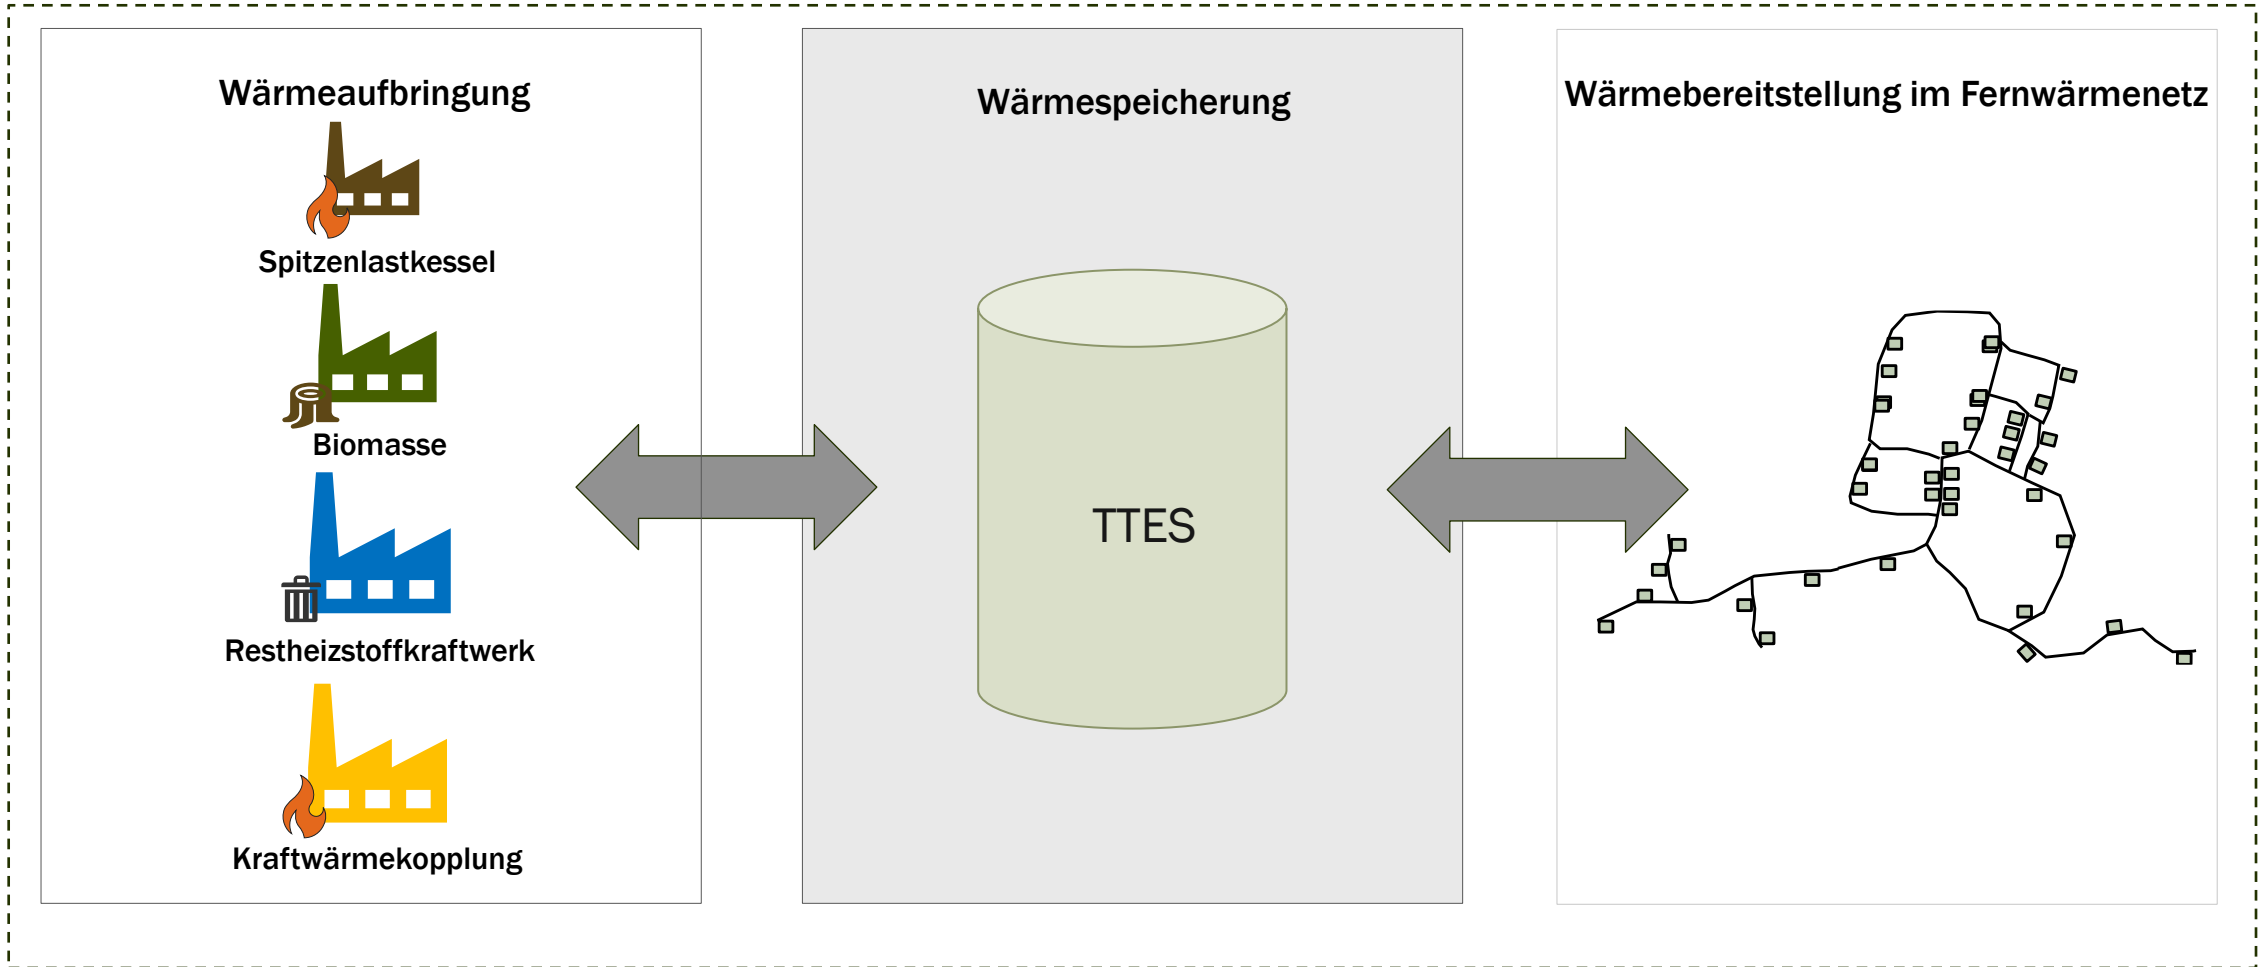 Wärmeaufbringung
Spitzenlastkessel
Biomasse
Restheizstoffkraftwerk
Kraftwärmekopplung
Wärmespeicherung
TTES
Wärmebereitstellung im Fernwärmenetz